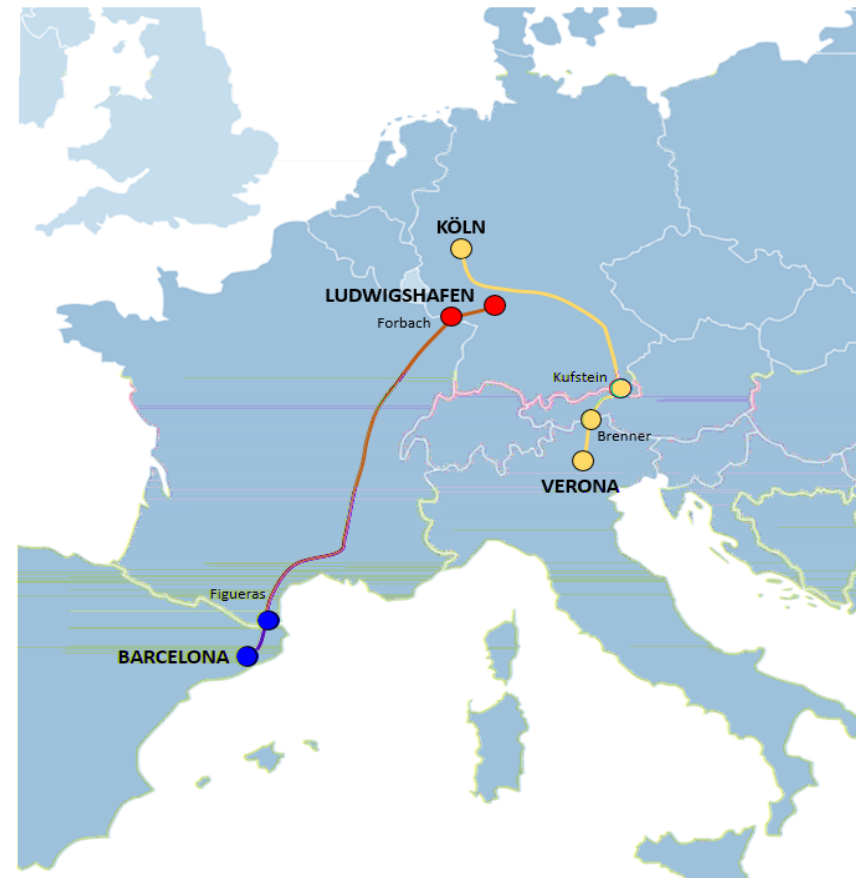 KÖLN
LUDWIGSHAFEN
Forbach
Kufstein
Brenner
VERONA
Figueras
BARCELONA